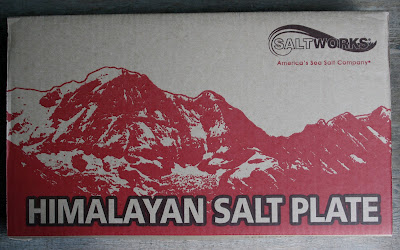 SALTWORKS®
America's Sea Salt Company®
HIMALAYAN SALT PLATE